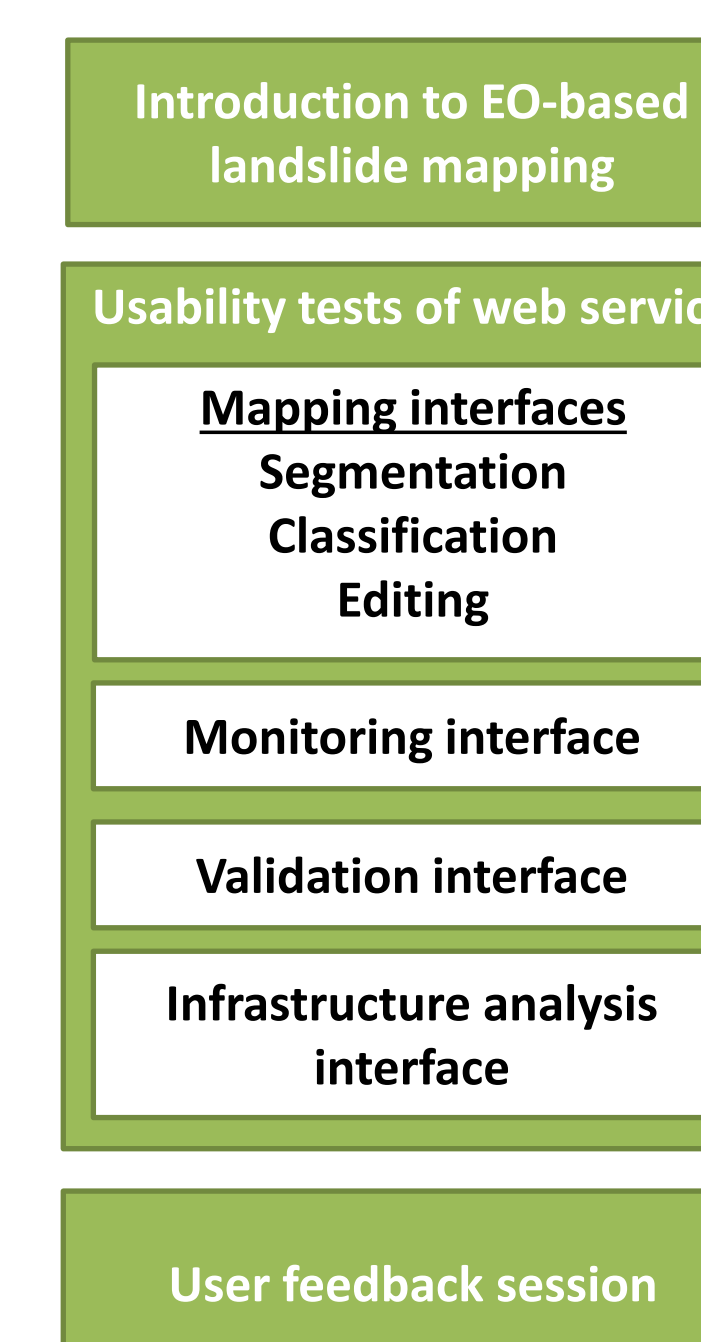 Introduction to EO-based
landslide mapping
Usability tests of web servic
Mapping interfaces
Segmentation
Classification
Editing
Monitoring interface
Validation interface
Infrastructure analysis
interface
User feedback session